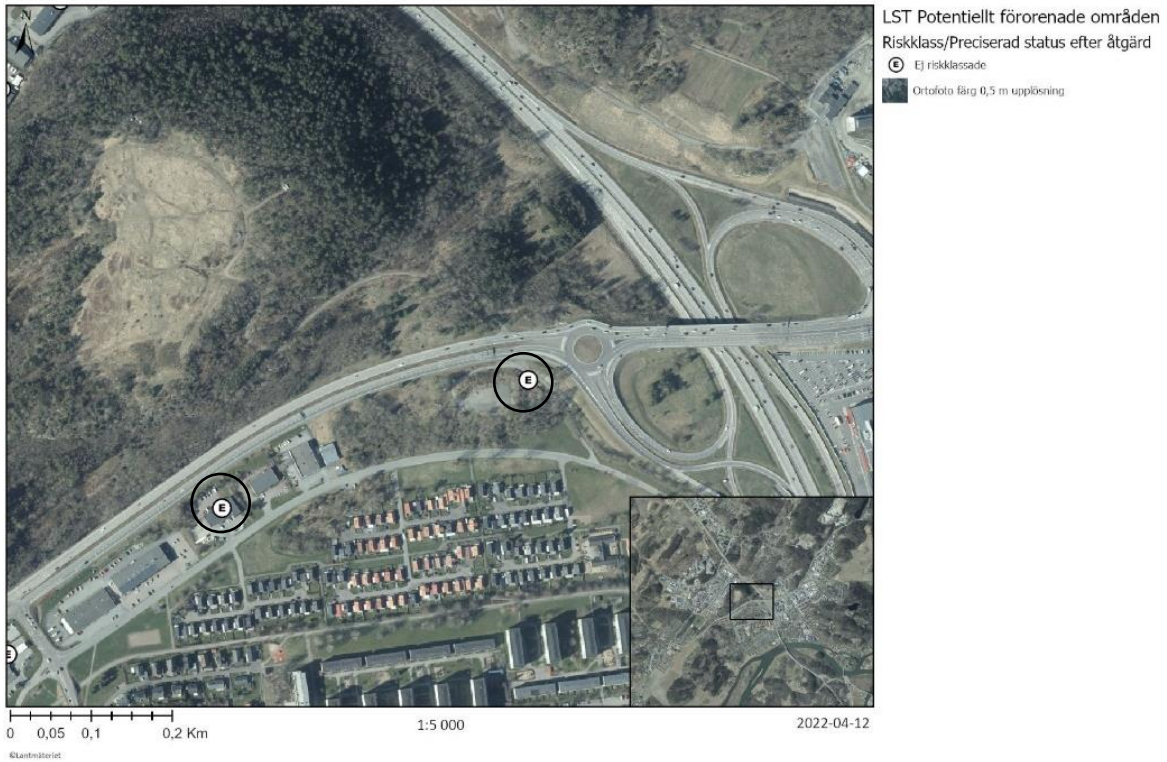 LST Potentiellt förorenade områden
Riskklass/Preciserad status efter åtgärd
E Ej riskklassade
Ortofoto färg 0,5 m upplösning
E
E
E
0 0,05 0,1 0,2 Km
1:5 000
2022-04-12
©Lantmäteriet